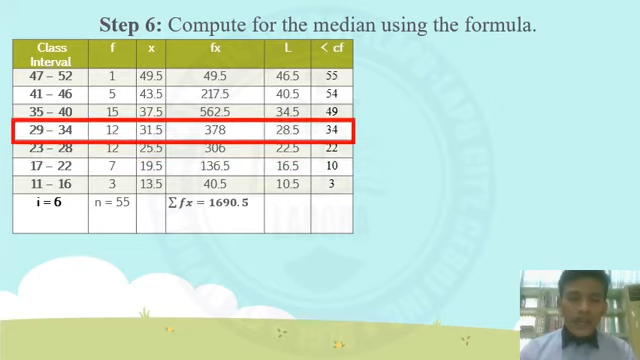 Step 6: Compute for the median using the formula.
Class Interval f x fx L < cf
47 – 52 1 49.5 49.5 46.5 55
41 – 46 5 43.5 217.5 40.5 54
35 – 40 15 37.5 562.5 34.5 49
29 – 34 12 31.5 378 28.5 34
23 – 28 12 25.5 306 22.5 22
17 – 22 7 19.5 136.5 16.5 10
11 – 16 3 13.5 40.5 10.5 3
i = 6 n = 55 ∑fx = 1690.5